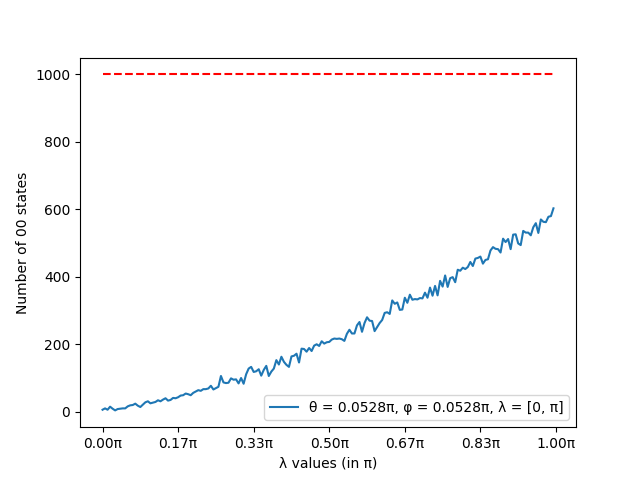 1000
800
600
400
200
0
Number of 00 states
θ = 0.0528π, φ = 0.0528π, λ = [0, π]
0.00π 0.17π 0.33π 0.50π 0.67π 0.83π 1.00π
λ values (in π)